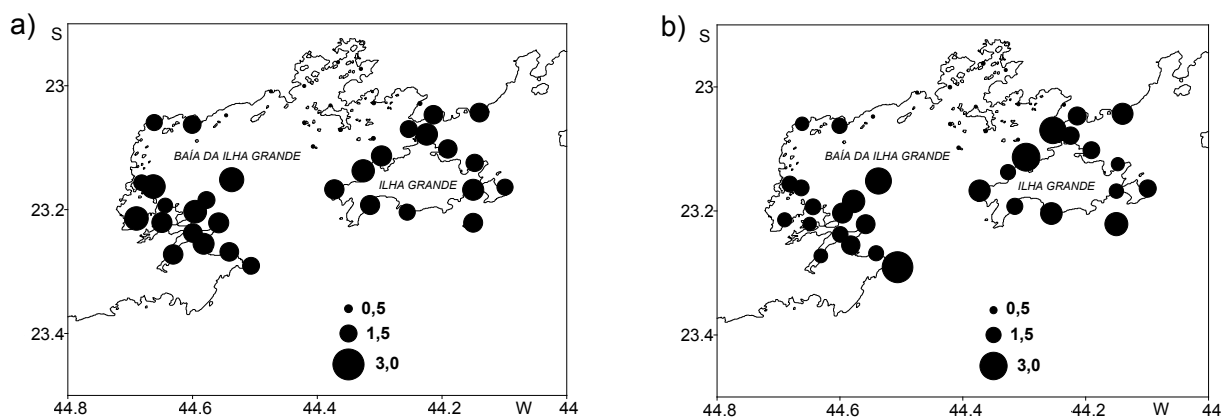 a)
S
23
BAÍA DA ILHA GRANDE
ILHA GRANDE
23.2
23.4
0,5
1,5
3,0
44.8 44.6 44.4 44.2 W 44
b)
S
23
BAÍA DA ILHA GRANDE
ILHA GRANDE
23.2
23.4
0,5
1,5
3,0
44.8 44.6 44.4 44.2 W 44